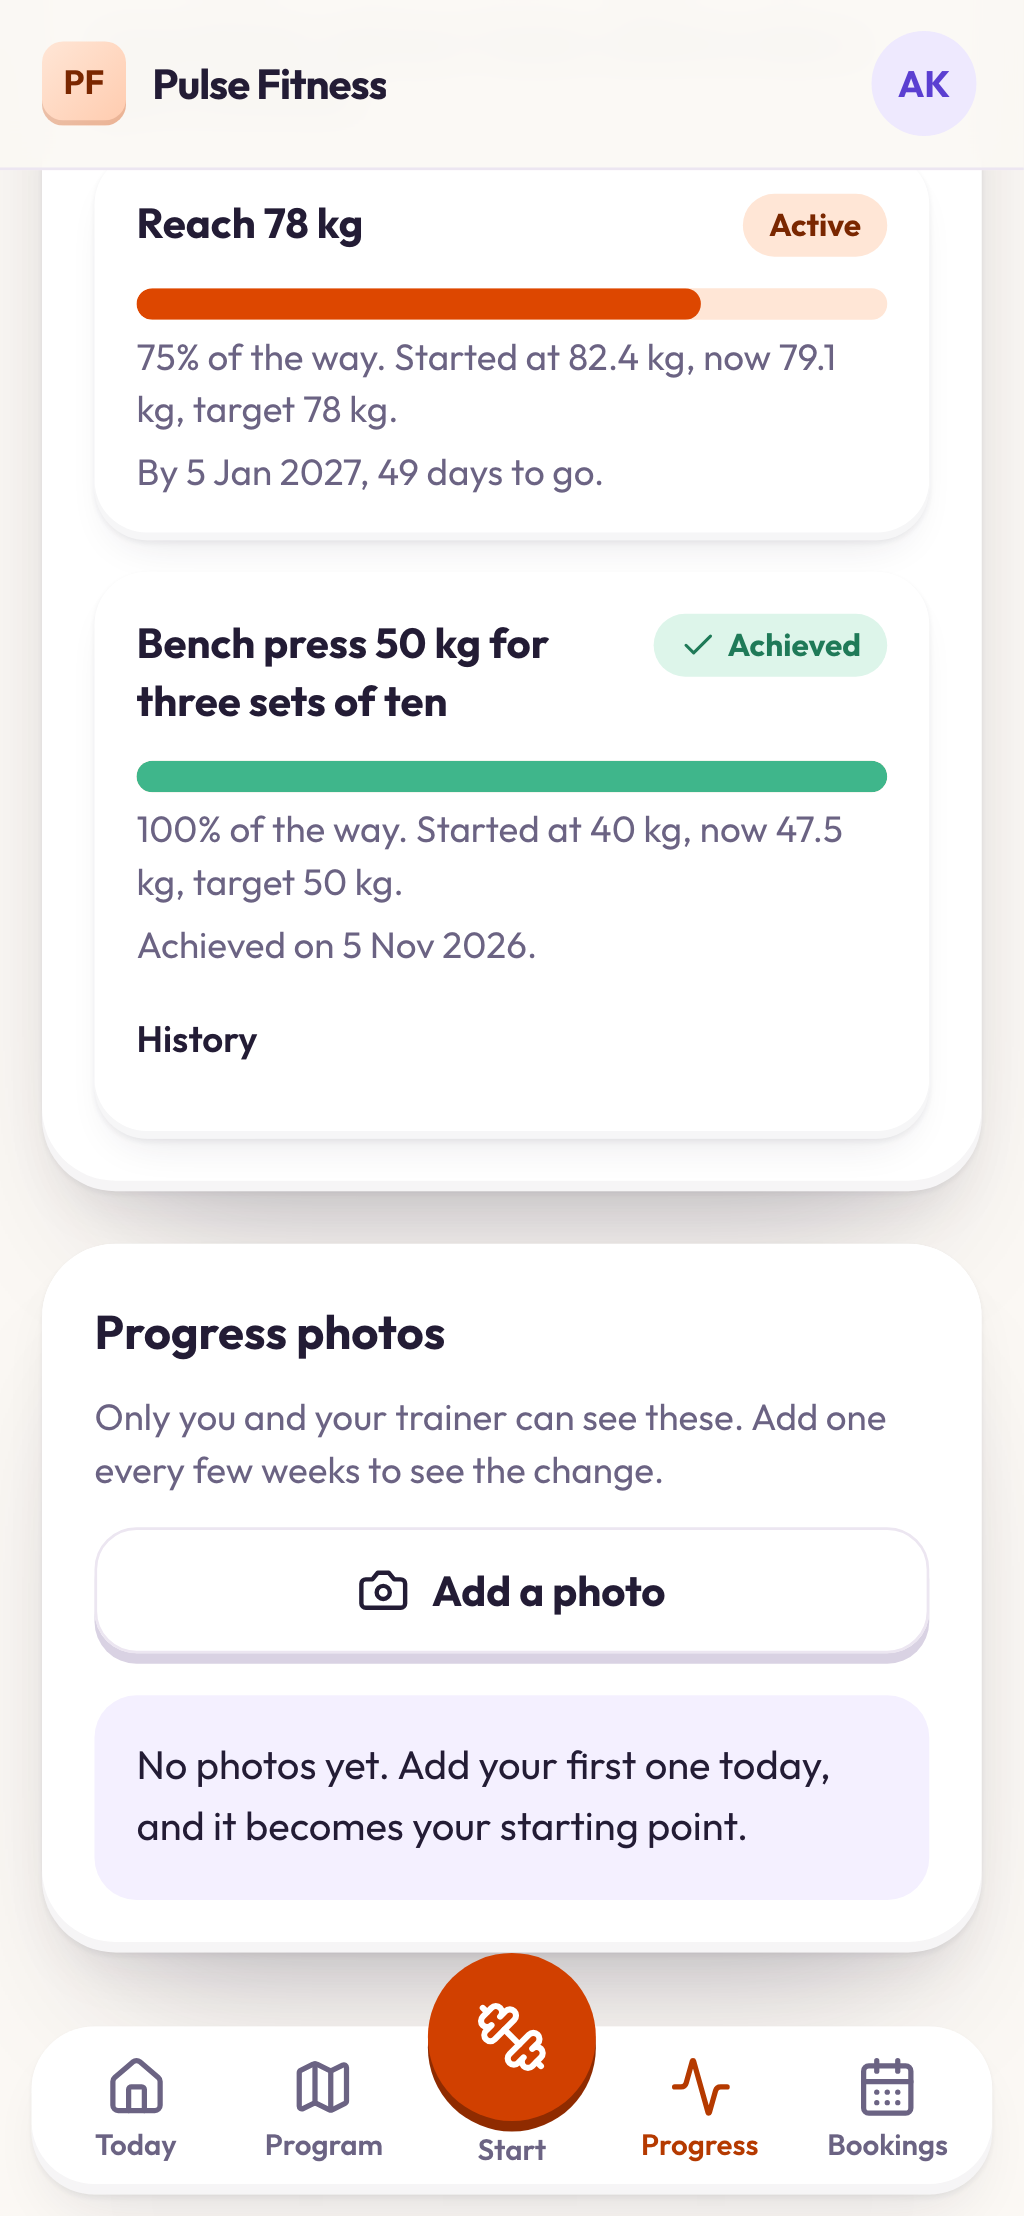 PF
Pulse Fitness
AK
Reach 78 kg
Active
75% of the way. Started at 82.4 kg, now 79.1
kg, target 78 kg.
By 5 Jan 2027, 49 days to go.
Bench press 50 kg for
three sets of ten
Achieved
100% of the way. Started at 40 kg, now 47.5
kg, target 50 kg.
Achieved on 5 Nov 2026.
History
Progress photos
Only you and your trainer can see these. Add one
every few weeks to see the change.
Add a photo
No photos yet. Add your first one today,
and it becomes your starting point.
Today
Program
Start
Progress
Bookings